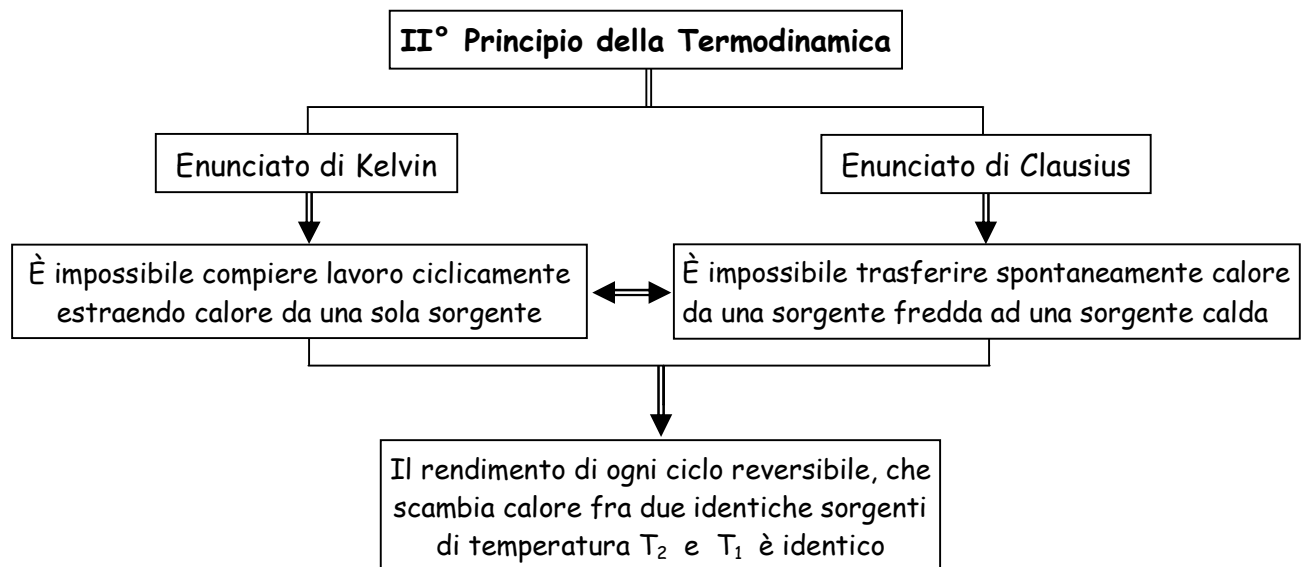 II° Principio della Termodinamica
Enunciato di Kelvin
Enunciato di Clausius
È impossibile compiere lavoro ciclicamente
estraendo calore da una sola sorgente
È impossibile trasferire spontaneamente calore
da una sorgente fredda ad una sorgente calda
Il rendimento di ogni ciclo reversibile, che
scambia calore fra due identiche sorgenti
di temperatura T₂ e T₁ è identico